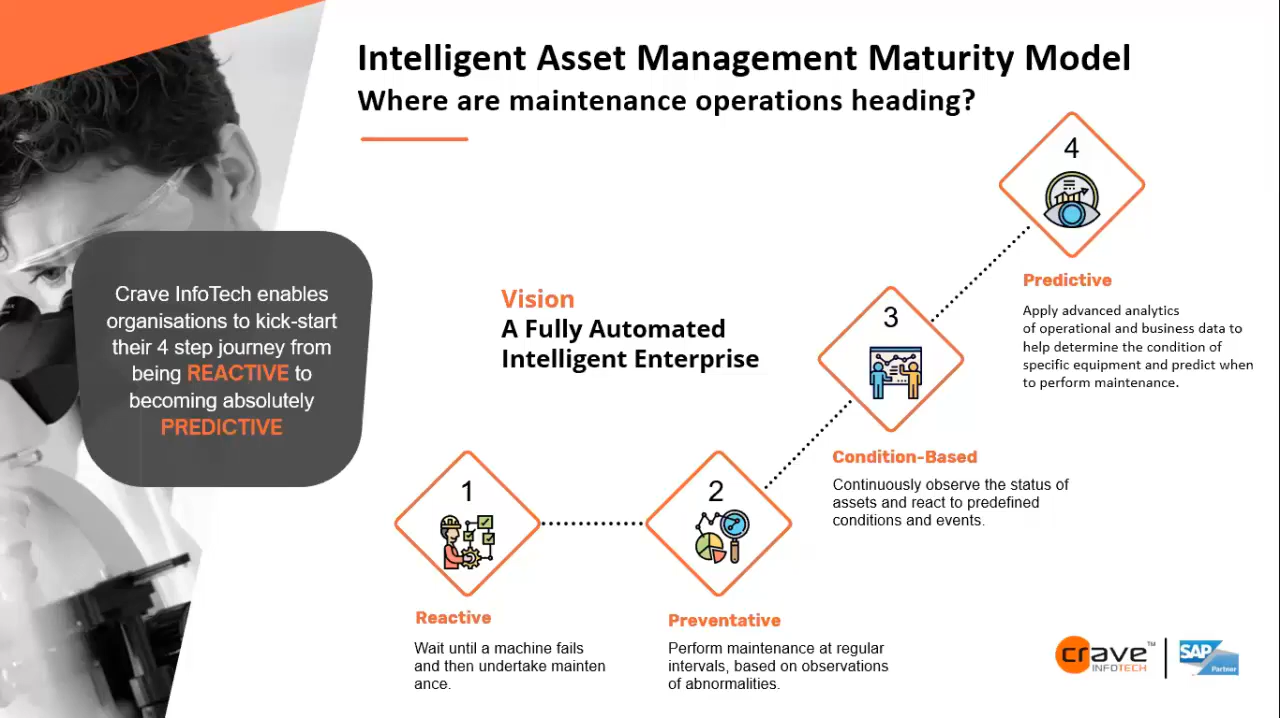 Intelligent Asset Management Maturity Model
Where are maintenance operations heading?
Crave InfoTech enables
organisations to kick-start
their 4 step journey from
being REACTIVE to
becoming absolutely
PREDICTIVE
Vision
A Fully Automated
Intelligent Enterprise
1
Reactive
Wait until a machine fails
and then undertake mainten
ance.
2
Preventative
Perform maintenance at regular
intervals, based on observations
of abnormalities.
3
Condition-Based
Continuously observe the status of
assets and react to predefined
conditions and events.
4
Predictive
Apply advanced analytics
of operational and business data to
help determine the condition of
specific equipment and predict when
to perform maintenance.
crave™
INFOTECH
SAP
Partner